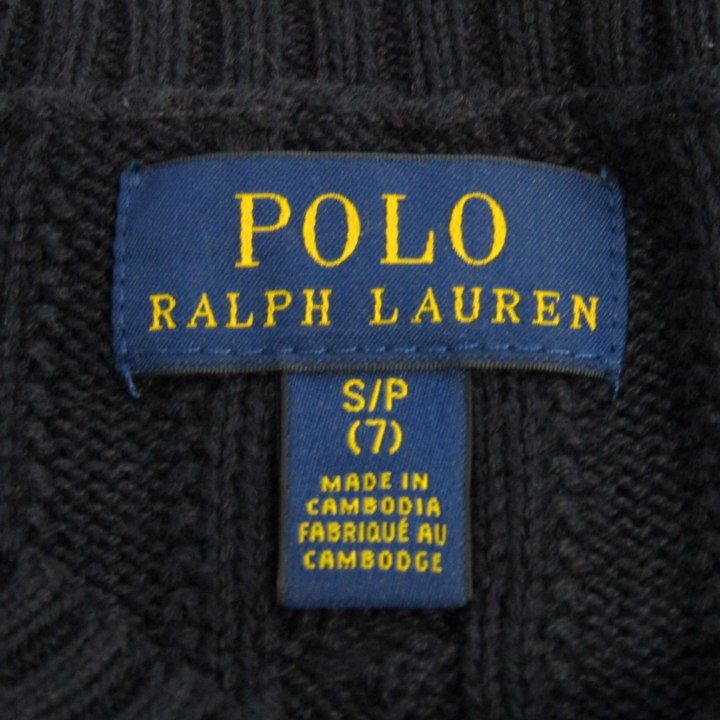 POLO
RALPH LAUREN
S/P
(7)
MADE IN
CAMBODIA
FABRIQUÉ AU
CAMBODGE